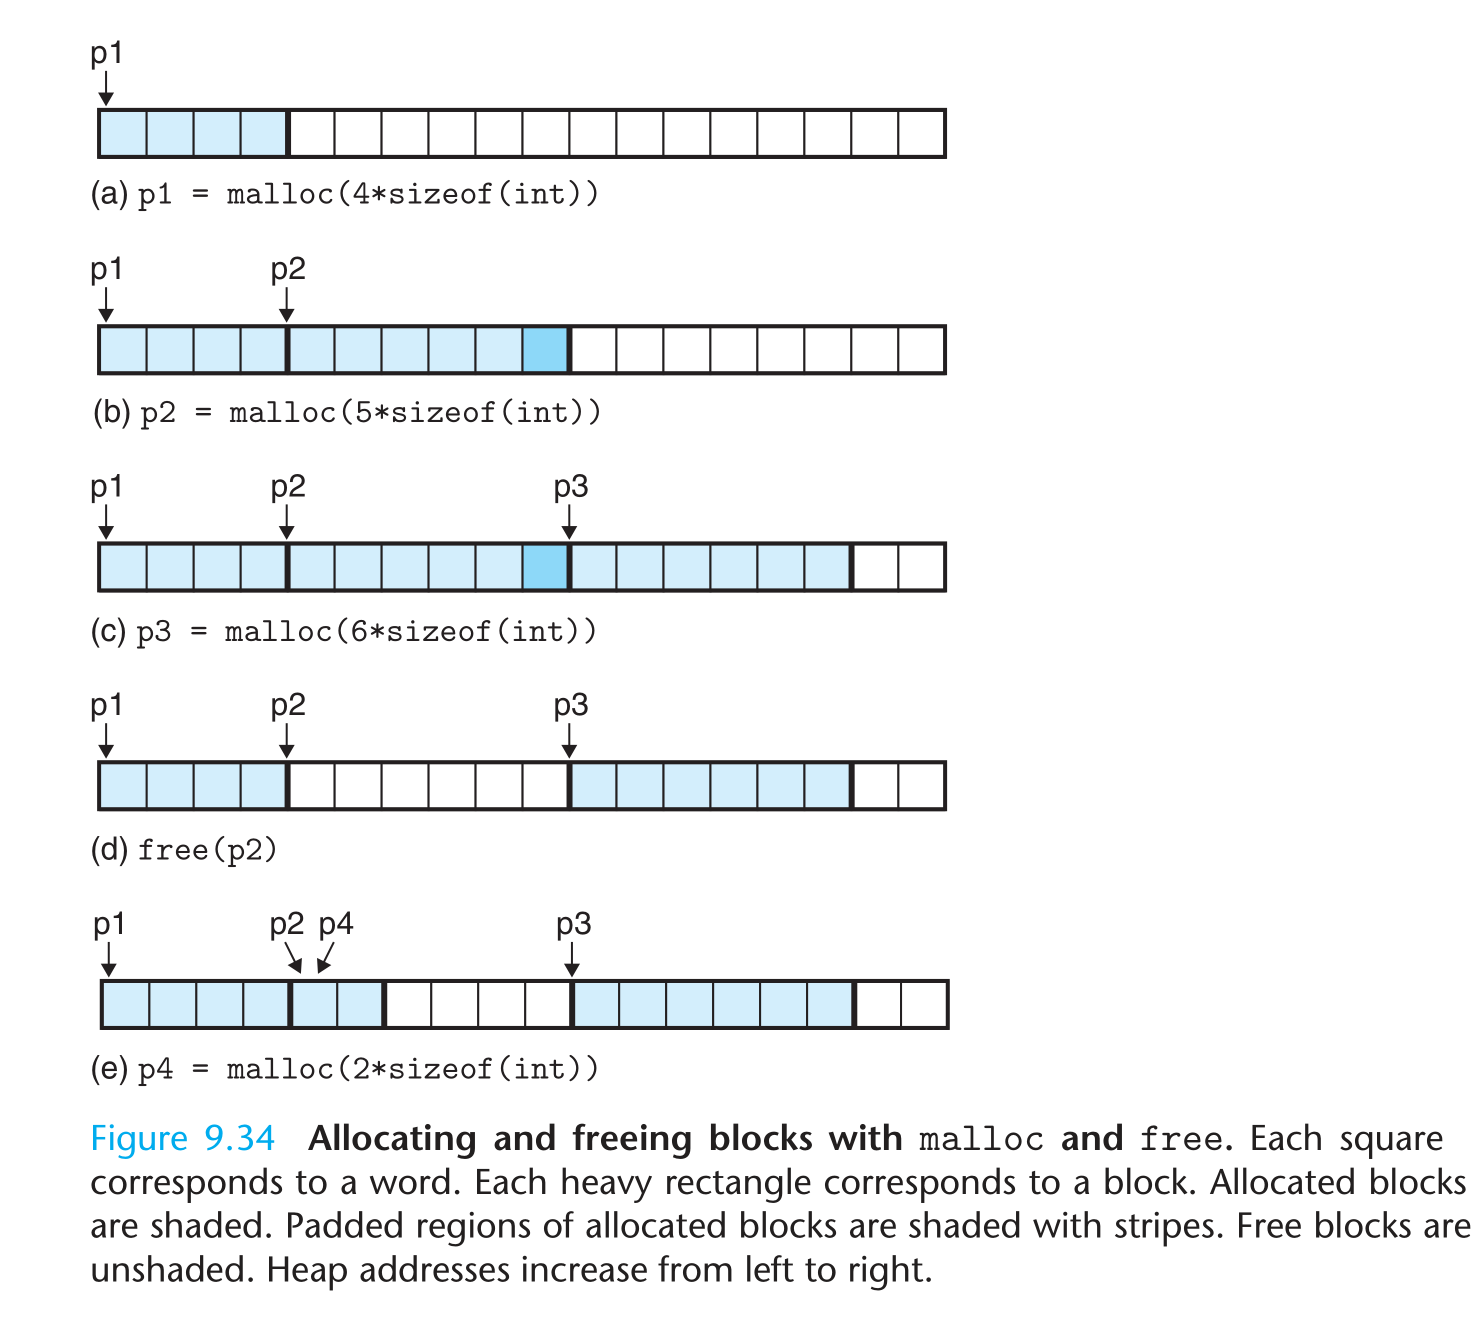 p1
(a) p1 = malloc(4*sizeof(int))
p1 p2
(b) p2 = malloc(5*sizeof(int))
p1 p2 p3
(c) p3 = malloc(6*sizeof(int))
p1 p2 p3
(d) free(p2)
p1 p2 p4 p3
(e) p4 = malloc(2*sizeof(int))
Figure 9.34 Allocating and freeing blocks with malloc and free. Each square
corresponds to a word. Each heavy rectangle corresponds to a block. Allocated blocks
are shaded. Padded regions of allocated blocks are shaded with stripes. Free blocks are
unshaded. Heap addresses increase from left to right.